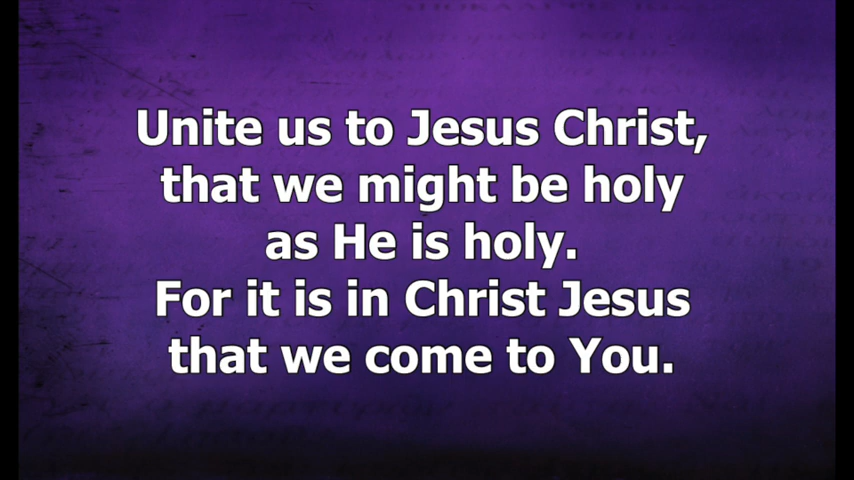 Unite us to Jesus Christ,
that we might be holy
as He is holy.
For it is in Christ Jesus
that we come to You.